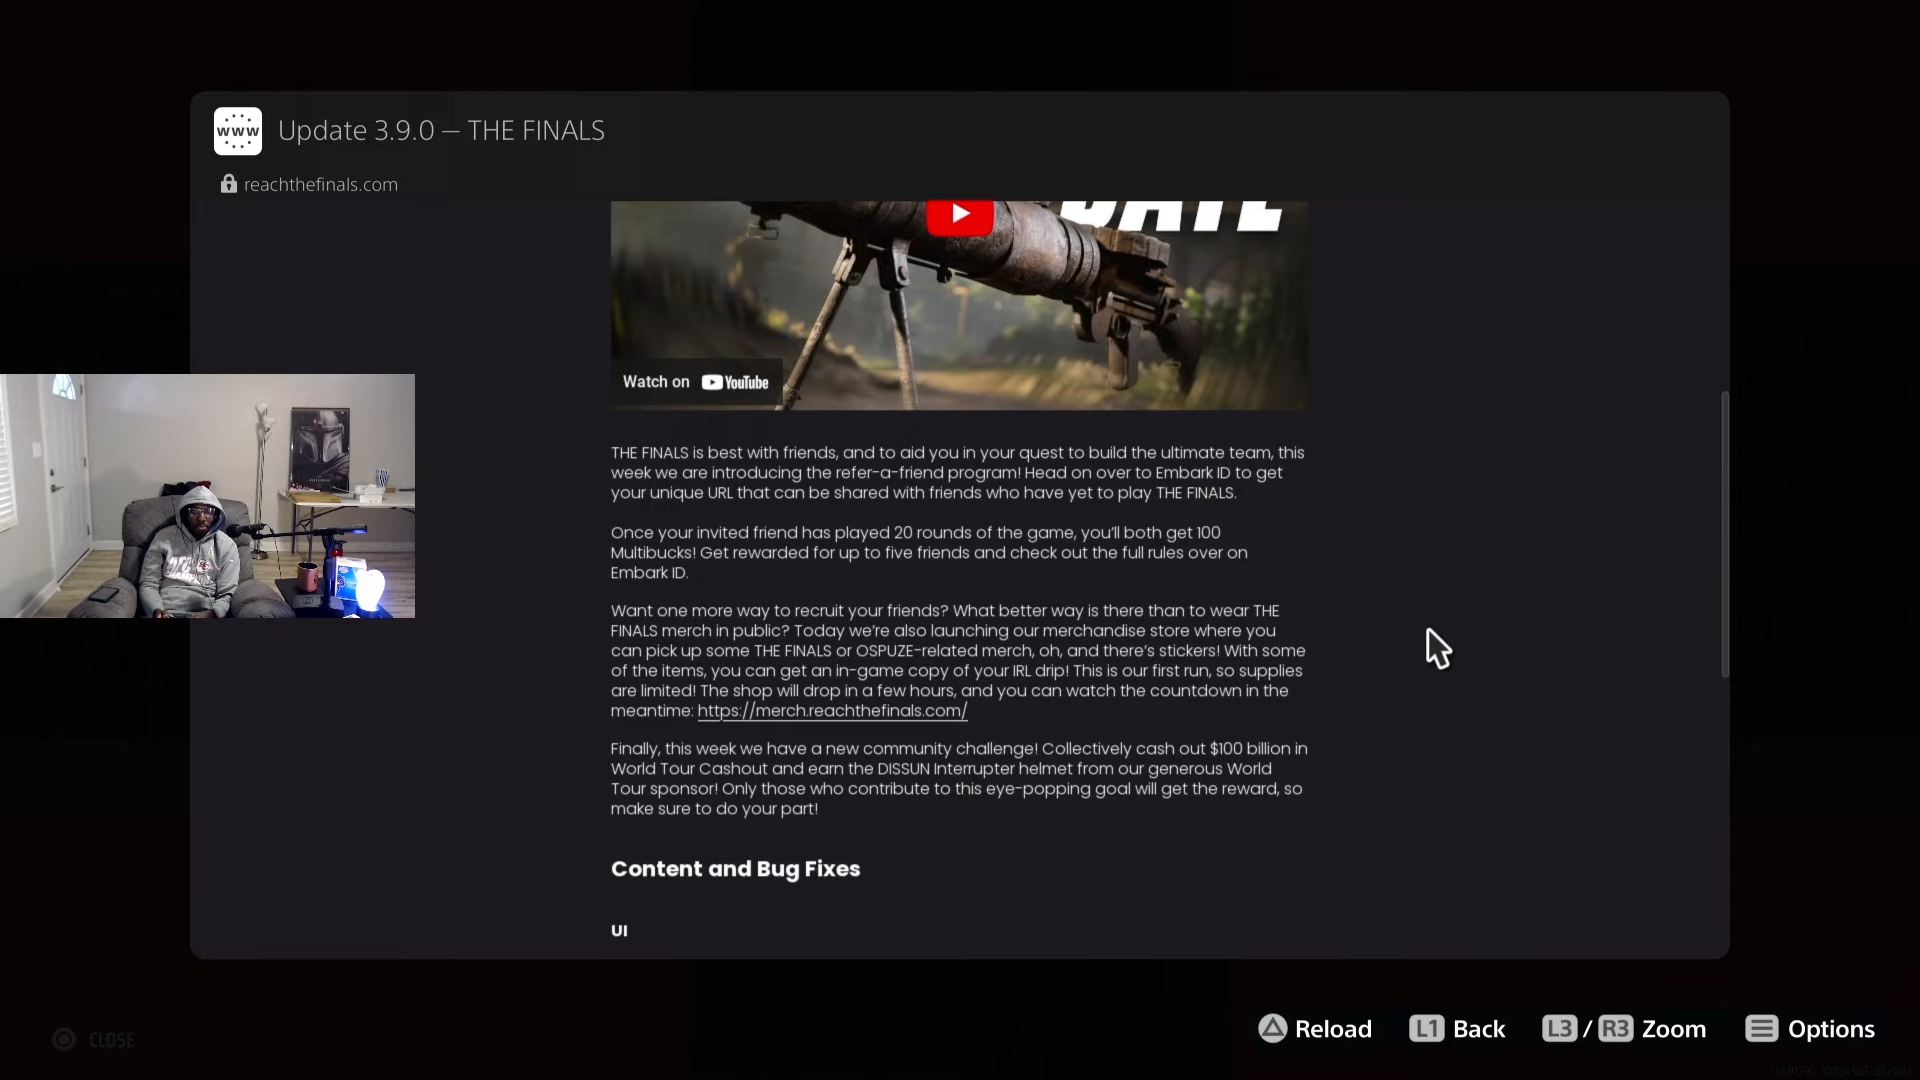 www
Update 3.9.0 – THE FINALS
reachthefinals.com
Watch on YouTube
THE FINALS is best with friends, and to aid you in your quest to build the ultimate team, this
week we are introducing the refer-a-friend program! Head on over to Embark ID to get
your unique URL that can be shared with friends who have yet to play THE FINALS.
Once your invited friend has played 20 rounds of the game, you'll both get 100
Multibucks! Get rewarded for up to five friends and check out the full rules over on
Embark ID.
Want one more way to recruit your friends? What better way is there than to wear THE
FINALS merch in public? Today we're also launching our merchandise store where you
can pick up some THE FINALS or OSPUZE-related merch, oh, and there's stickers! With some
of the items, you can get an in-game copy of your IRL drip! This is our first run, so supplies
are limited! The shop will drop in a few hours, and you can watch the countdown in the
meantime: https://merch.reachthefinals.com/
Finally, this week we have a new community challenge! Collectively cash out $100 billion in
World Tour Cashout and earn the DISSUN Interrupter helmet from our generous World
Tour sponsor! Only those who contribute to this eye-popping goal will get the reward, so
make sure to do your part!
Content and Bug Fixes
UI
CLOSE
Reload
L1 Back
L3 / R3 Zoom
Options